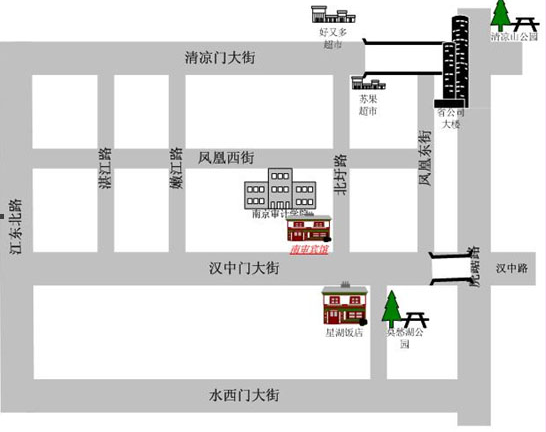 好又多
超市
清凉山公园
清凉门大街
苏果
超市
省公司
大楼
凤凰西街
湛江路
嫩江路
北圩路
凤凰东街
江东北路
南京审计学院
南审宾馆
汉中门大街
虎踞路
汉中路
星湖饭店
莫愁湖公
园
水西门大街